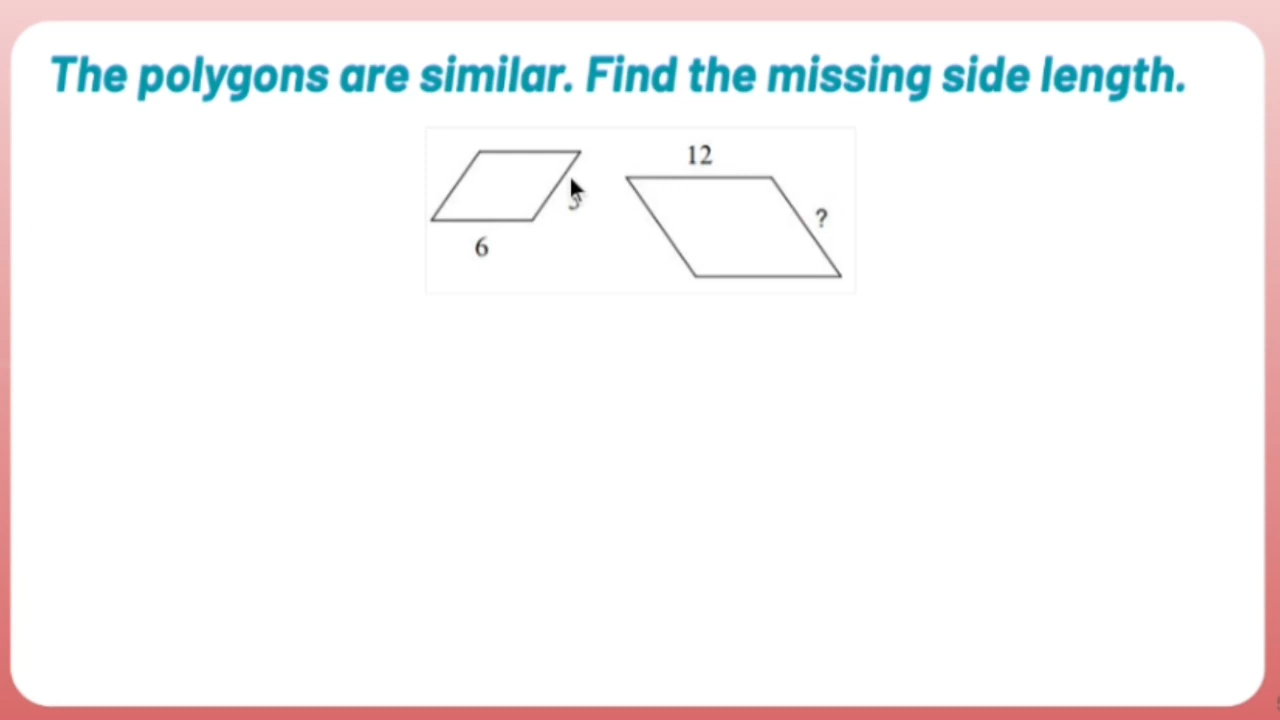 The polygons are similar. Find the missing side length.
12
?
6